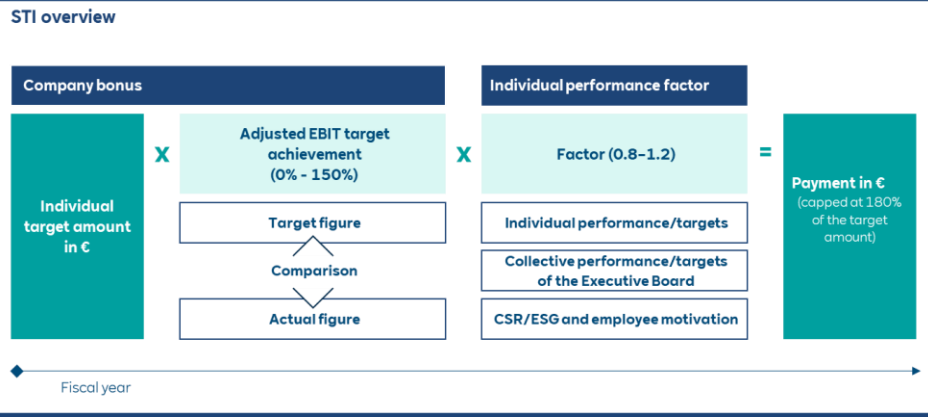 STI overview
Company bonus
Individual performance factor
Individual
target amount
in €
x
Adjusted EBIT target
achievement
(0% - 150%)
x
Factor (0.8–1.2)
=
Payment in €
(capped at 180%
of the target
amount)
Target figure
Comparison
Actual figure
Individual performance/targets
Collective performance/targets
of the Executive Board
CSR/ESG and employee motivation
Fiscal year